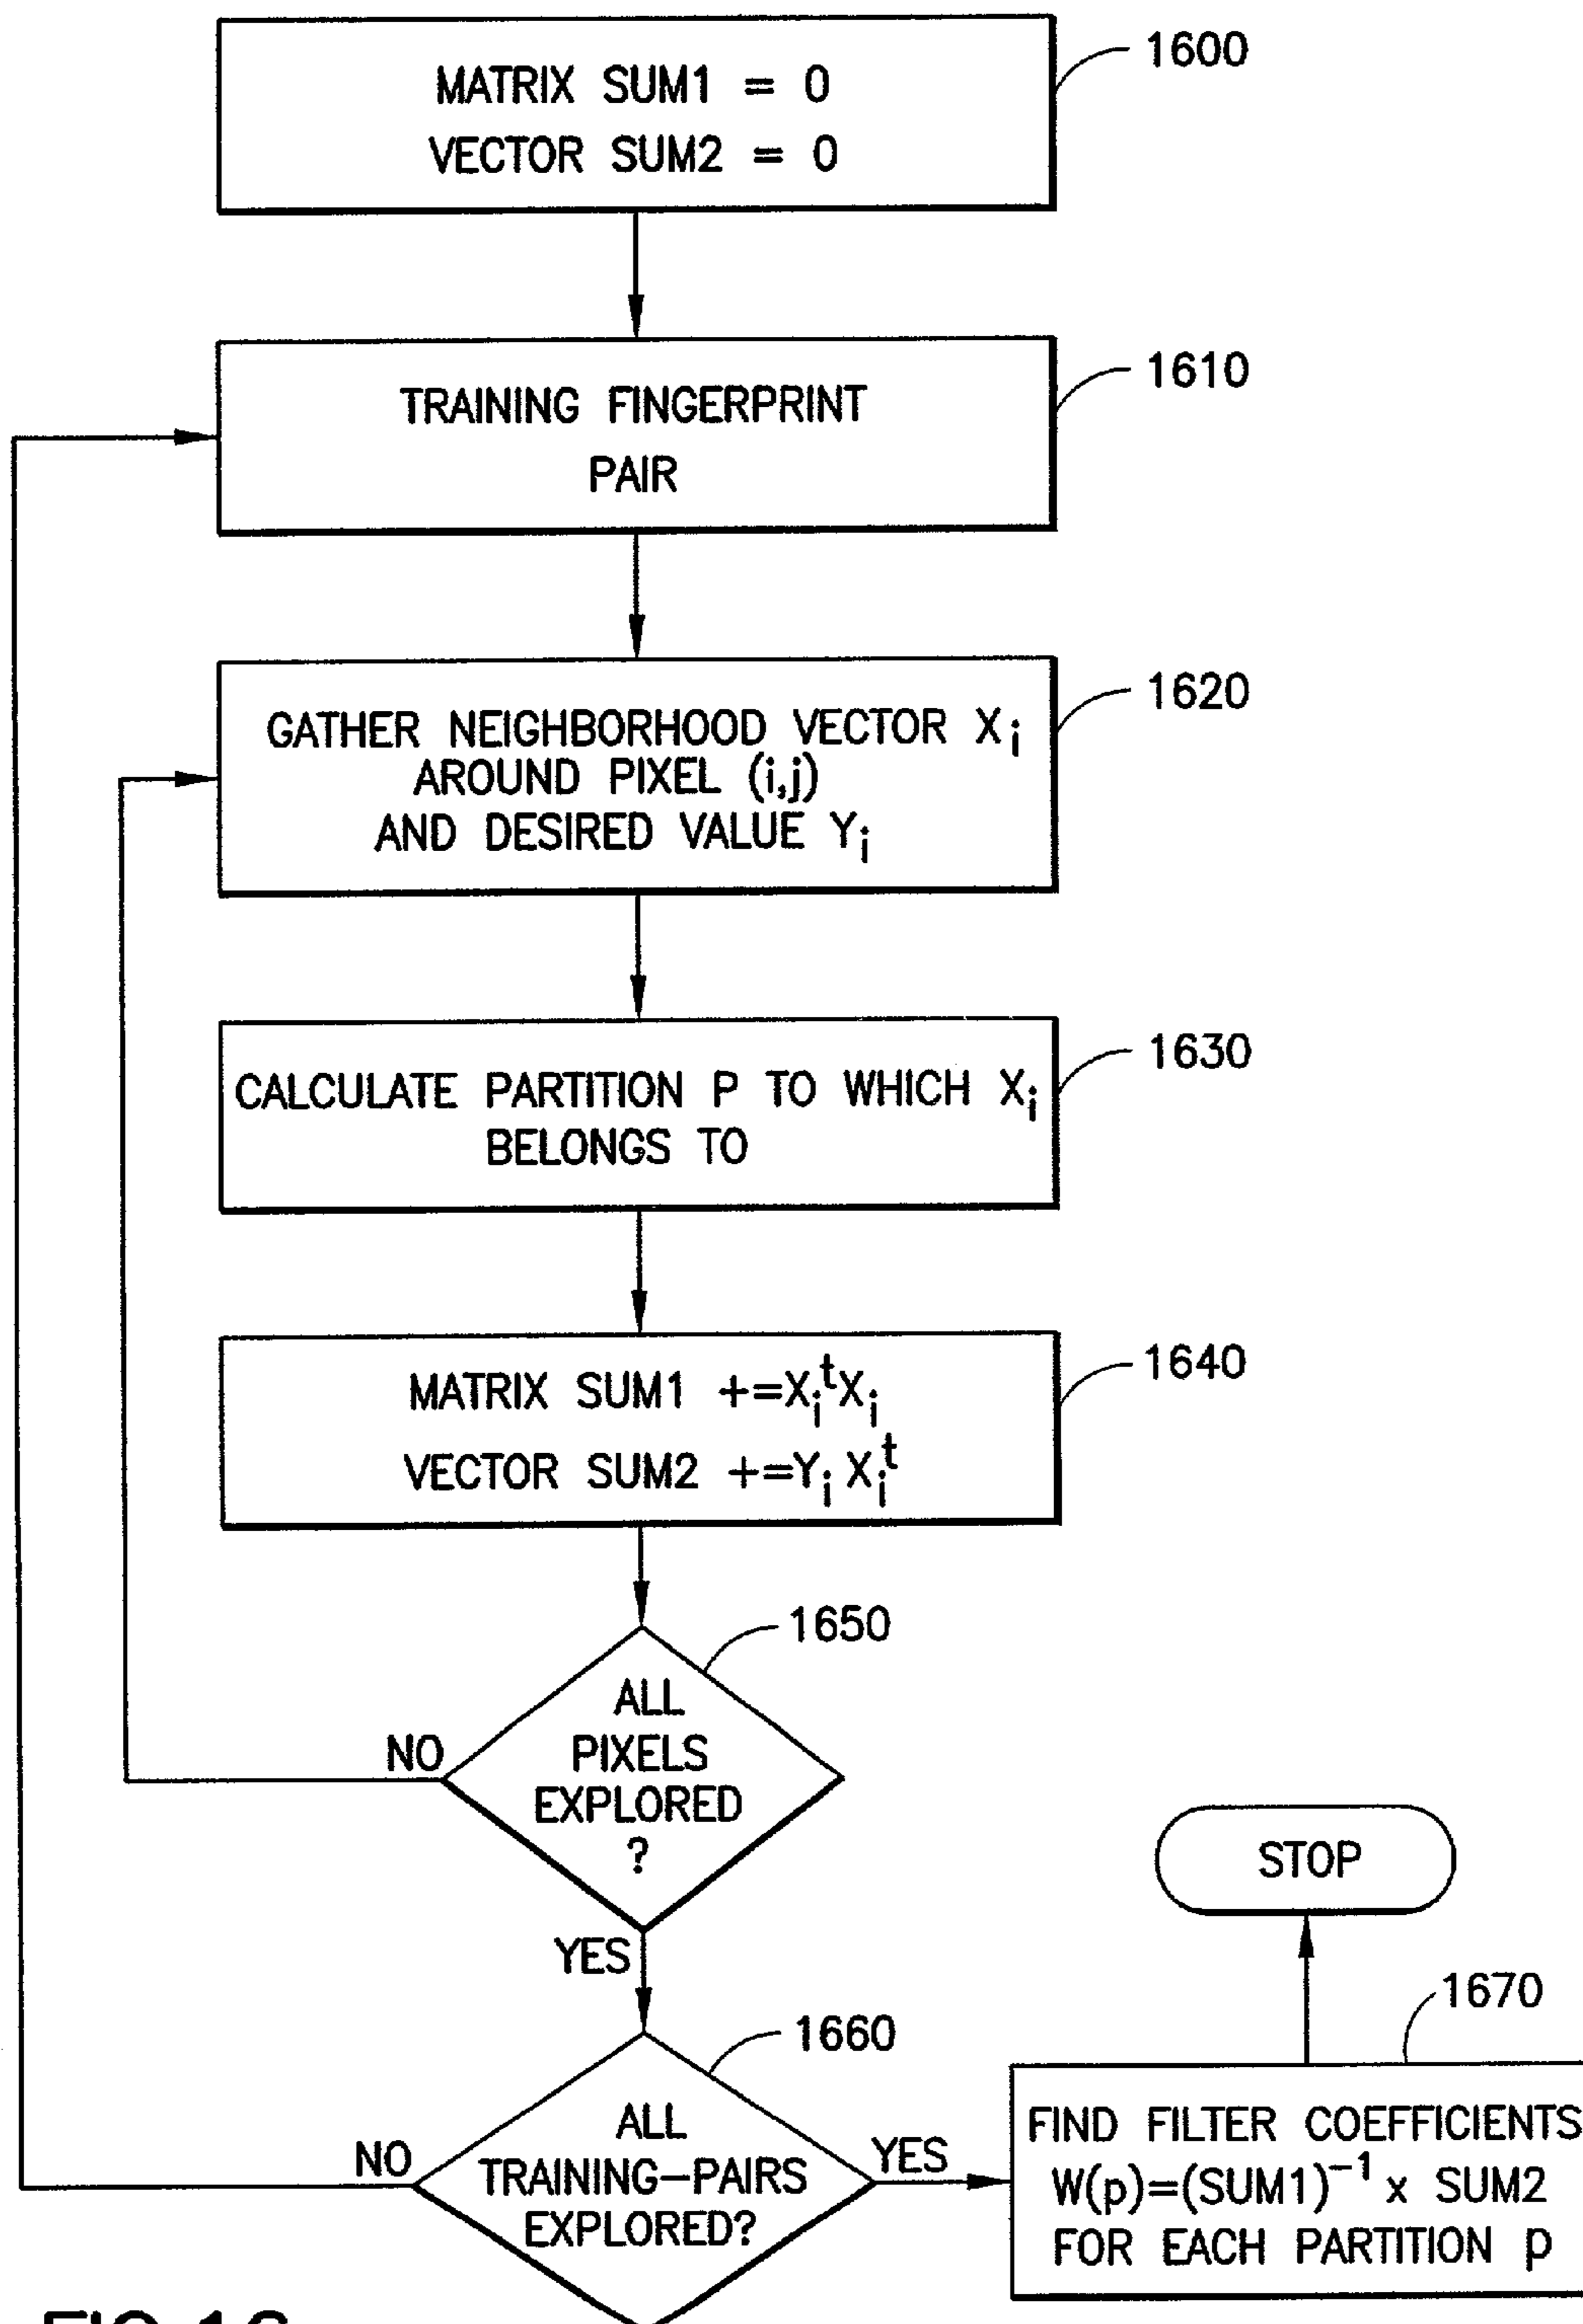 MATRIX SUM1 = 0
VECTOR SUM2 = 0
1600
TRAINING FINGERPRINT
PAIR
1610
GATHER NEIGHBORHOOD VECTOR Xi
AROUND PIXEL (i,j)
AND DESIRED VALUE Yi
1620
CALCULATE PARTITION P TO WHICH Xi
BELONGS TO
1630
MATRIX SUM1 +=Xi^tXi
VECTOR SUM2 +=Yi Xi^t
1640
1650
ALL
PIXELS
EXPLORED
?
NO
YES
STOP
1660
ALL
TRAINING-PAIRS
EXPLORED?
NO
YES
1670
FIND FILTER COEFFICIENTS
W(p)=(SUM1)^-1 x SUM2
FOR EACH PARTITION p